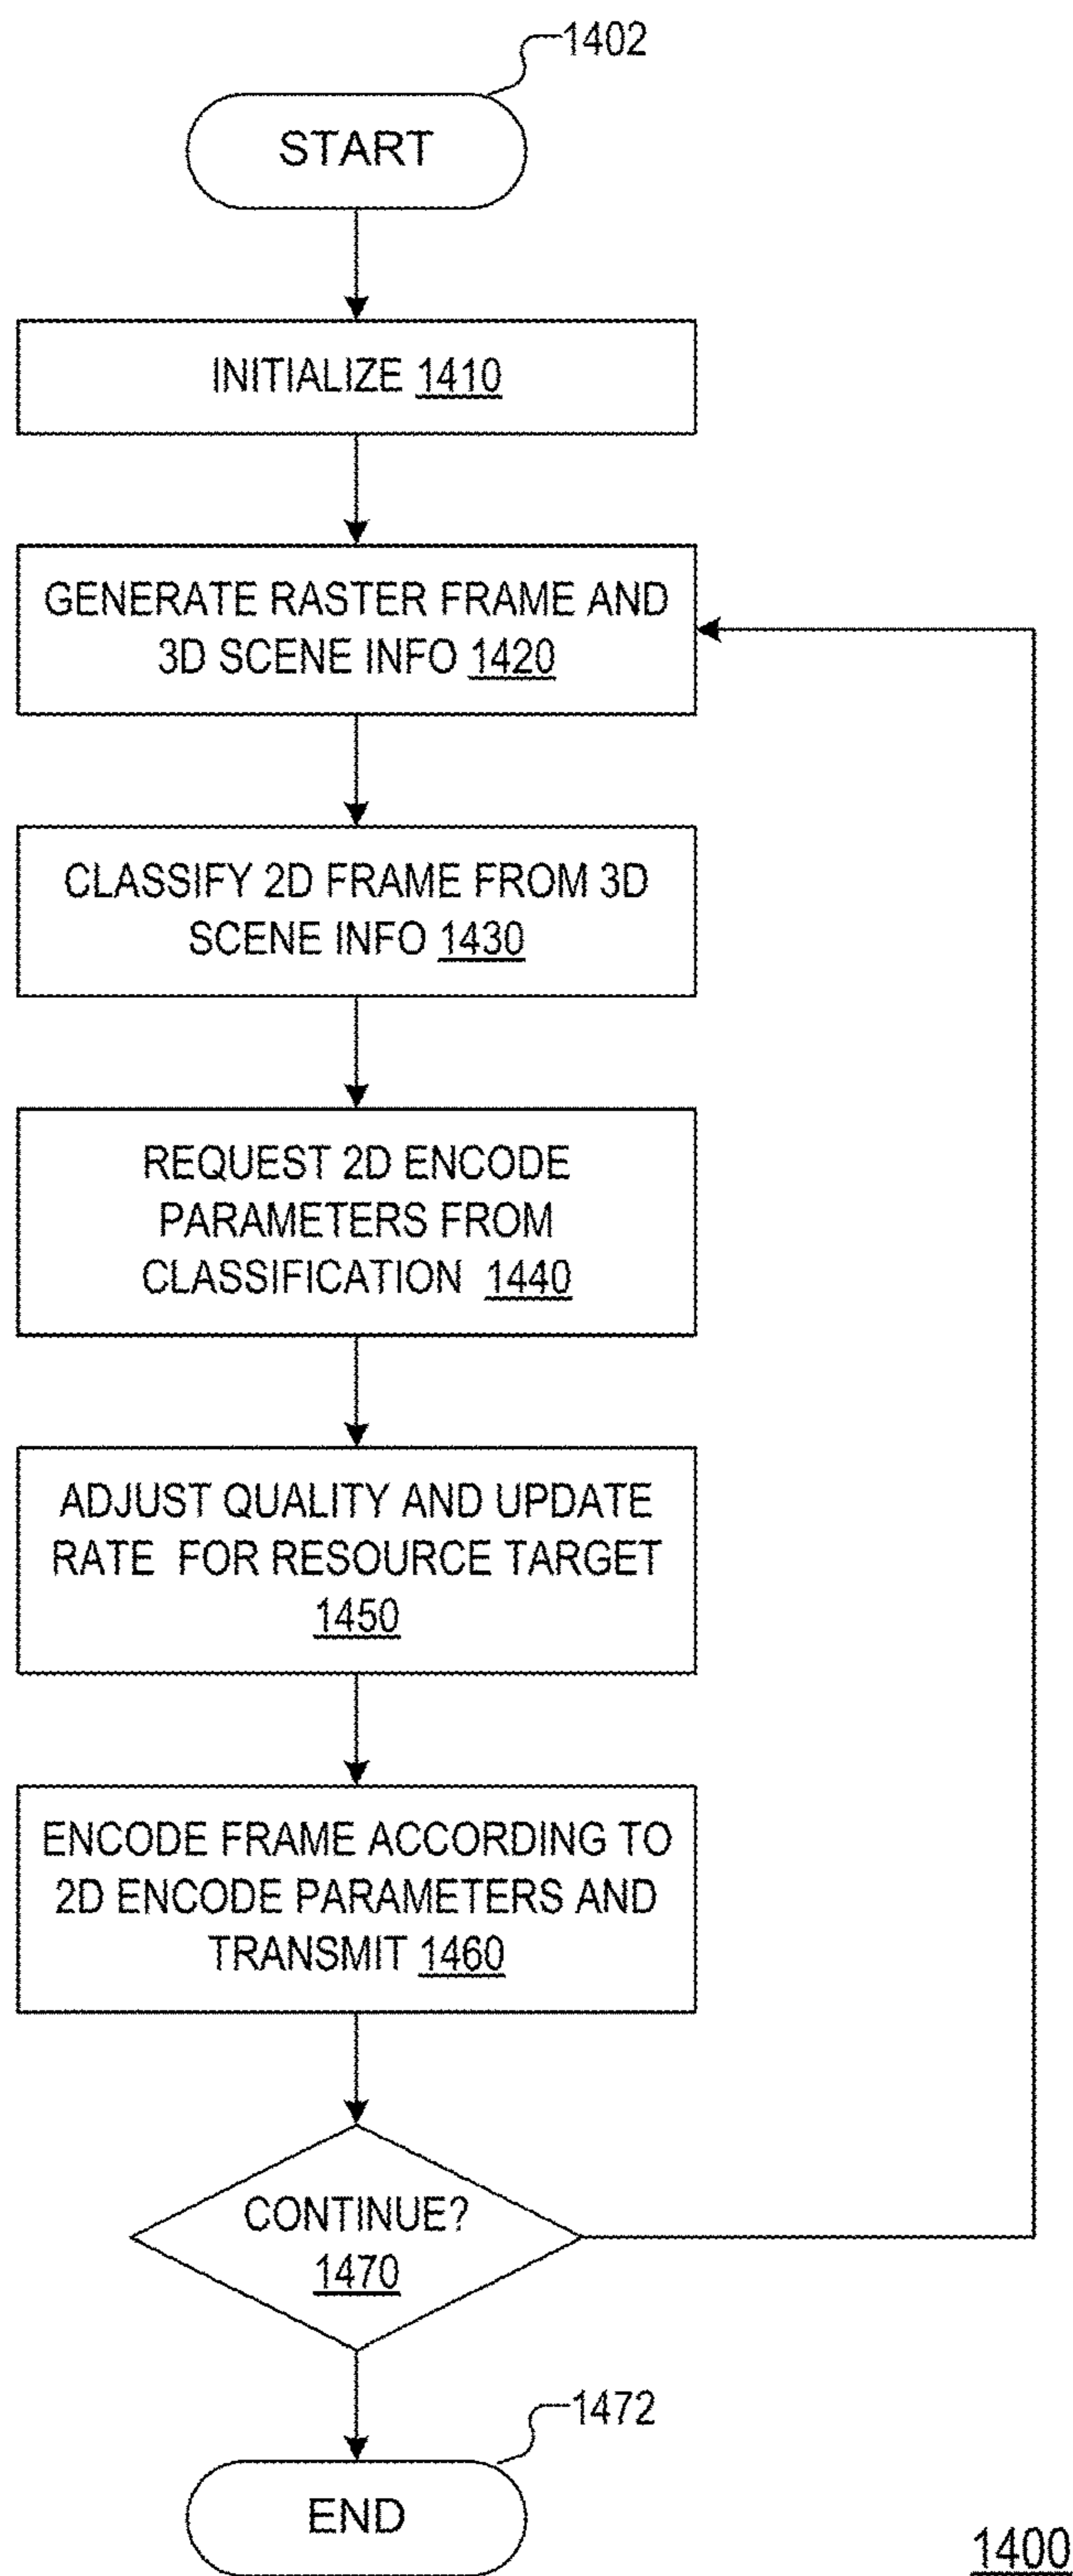 1402
START
INITIALIZE 1410
GENERATE RASTER FRAME AND
3D SCENE INFO 1420
CLASSIFY 2D FRAME FROM 3D
SCENE INFO 1430
REQUEST 2D ENCODE
PARAMETERS FROM
CLASSIFICATION 1440
ADJUST QUALITY AND UPDATE
RATE FOR RESOURCE TARGET
1450
ENCODE FRAME ACCORDING TO
2D ENCODE PARAMETERS AND
TRANSMIT 1460
CONTINUE?
1470
1472
END
1400